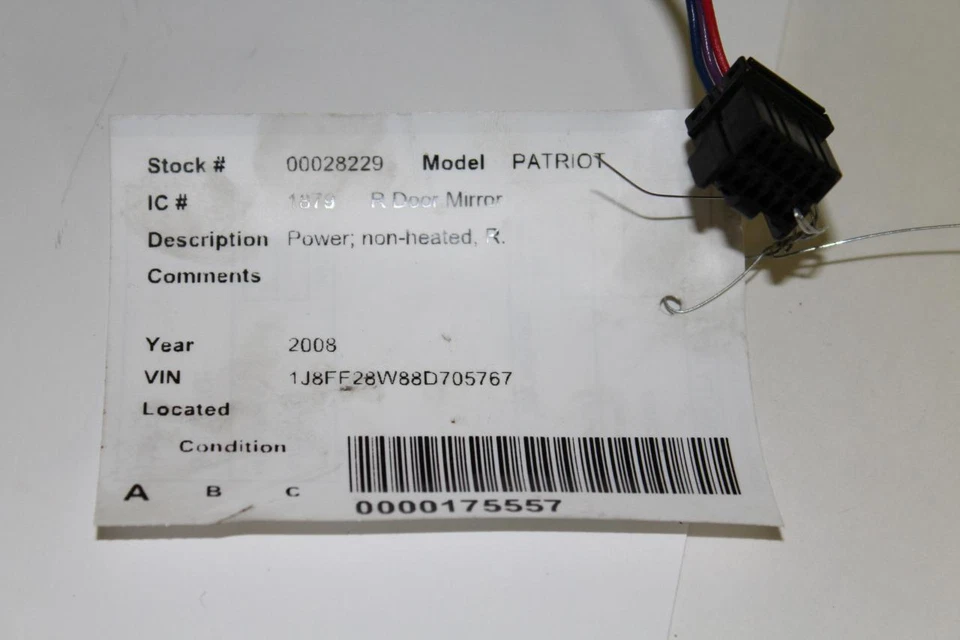 Stock # 00028229 Model PATRIOT
IC # 1879 R Door Mirror
Description Power; non-heated, R.
Comments
Year 2008
VIN 1J8FF28W88D705767
Located
Condition
A B C
0000175557